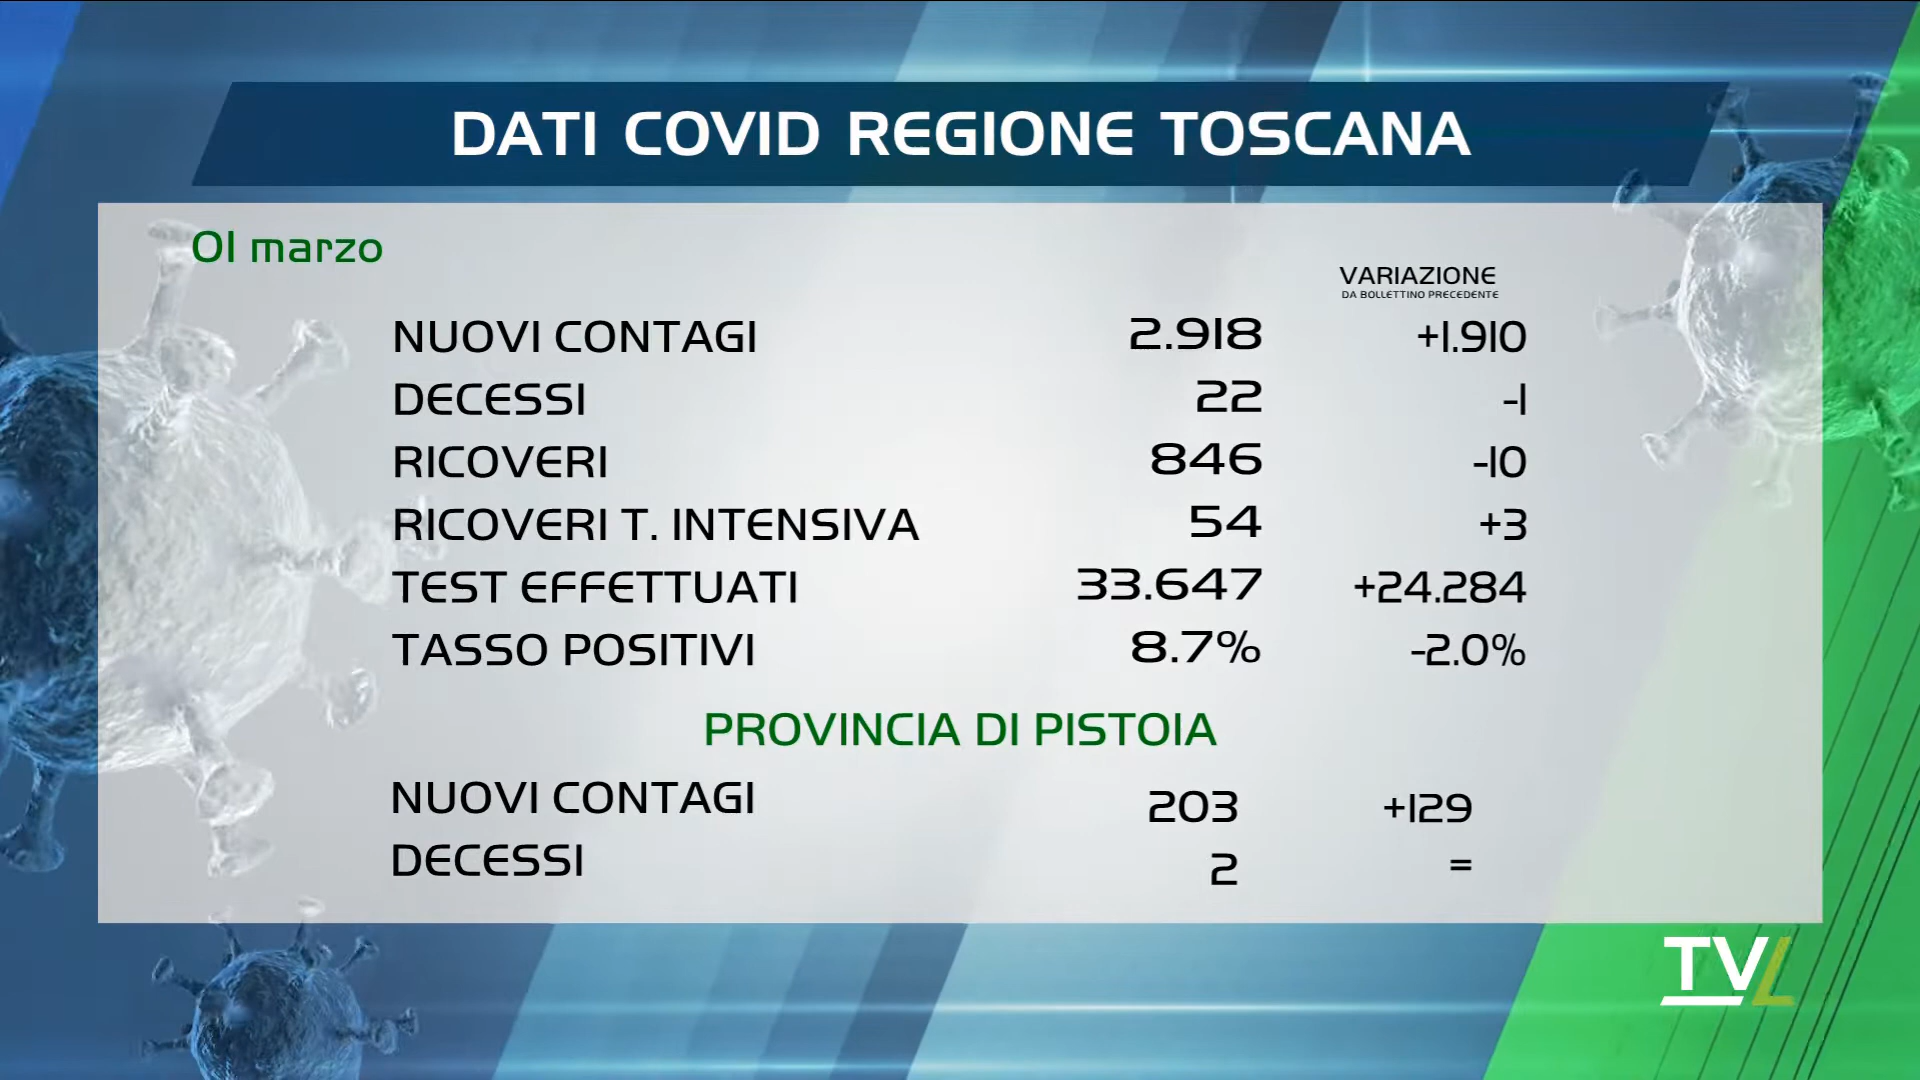 DATI COVID REGIONE TOSCANA
01 marzo
VARIAZIONE
DA BOLLETTINO PRECEDENTE
NUOVI CONTAGI 2.918 +1.910
DECESSI 22 -1
RICOVERI 846 -10
RICOVERI T. INTENSIVA 54 +3
TEST EFFETTUATI 33.647 +24.284
TASSO POSITIVI 8.7% -2.0%
PROVINCIA DI PISTOIA
NUOVI CONTAGI 203 +129
DECESSI 2 =
TVL